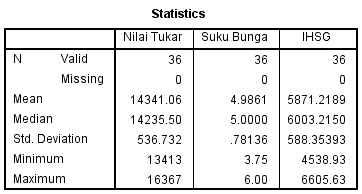 Statistics
Nilai Tukar Suku Bunga IHSG
N Valid 36 36 36
Missing 0 0 0
Mean 14341.06 4.9861 5871.2189
Median 14235.50 5.0000 6003.2150
Std. Deviation 536.732 .78136 588.35393
Minimum 13413 3.75 4538.93
Maximum 16367 6.00 6605.63